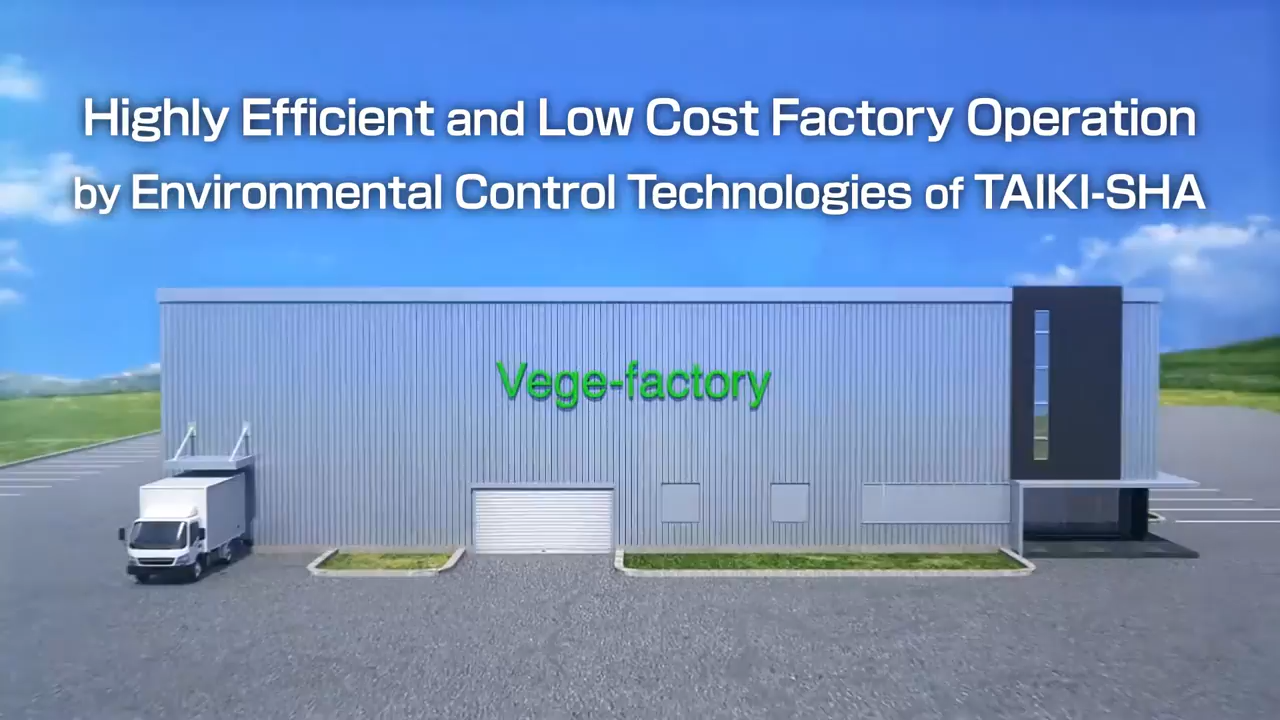 Highly Efficient and Low Cost Factory Operation
by Environmental Control Technologies of TAIKI-SHA
Vege-factory